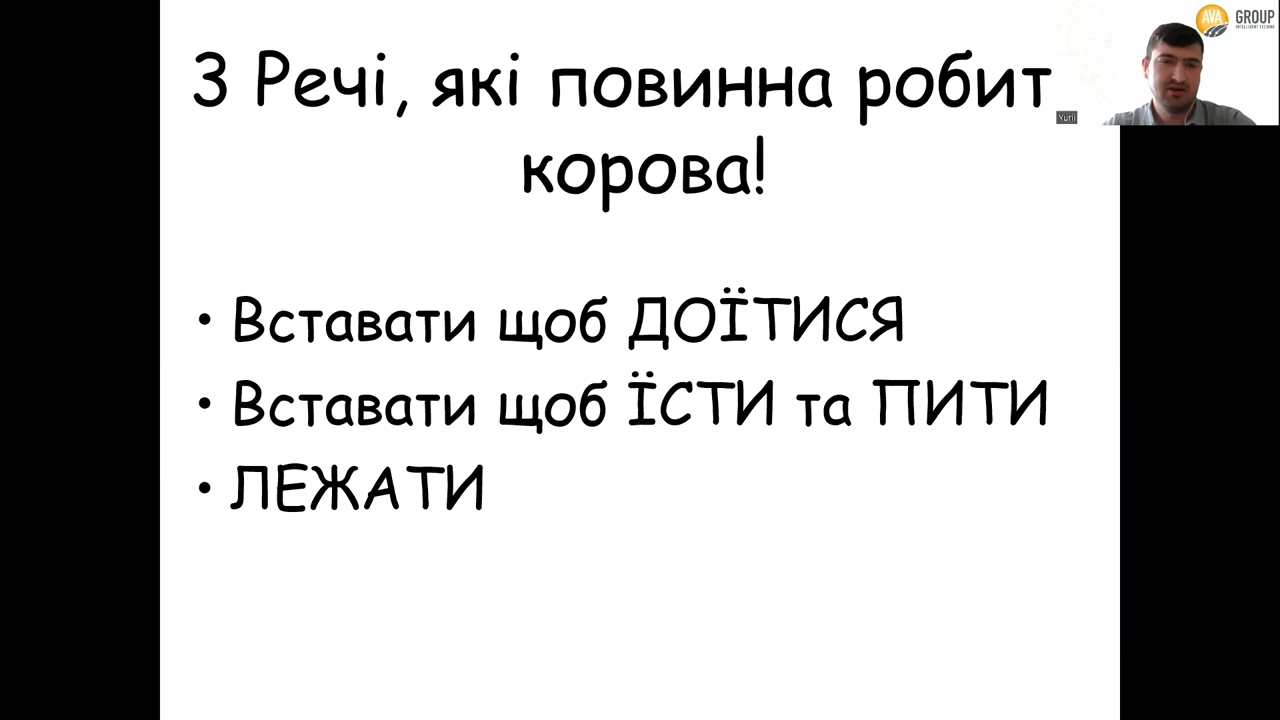 3 Речі, які повинна робит
корова!
• Вставати щоб ДОЇТИСЯ
• Вставати щоб ЇСТИ та ПИТИ
• ЛЕЖАТИ
AVA GROUP
INTELLIGENT FEEDING
Yurii